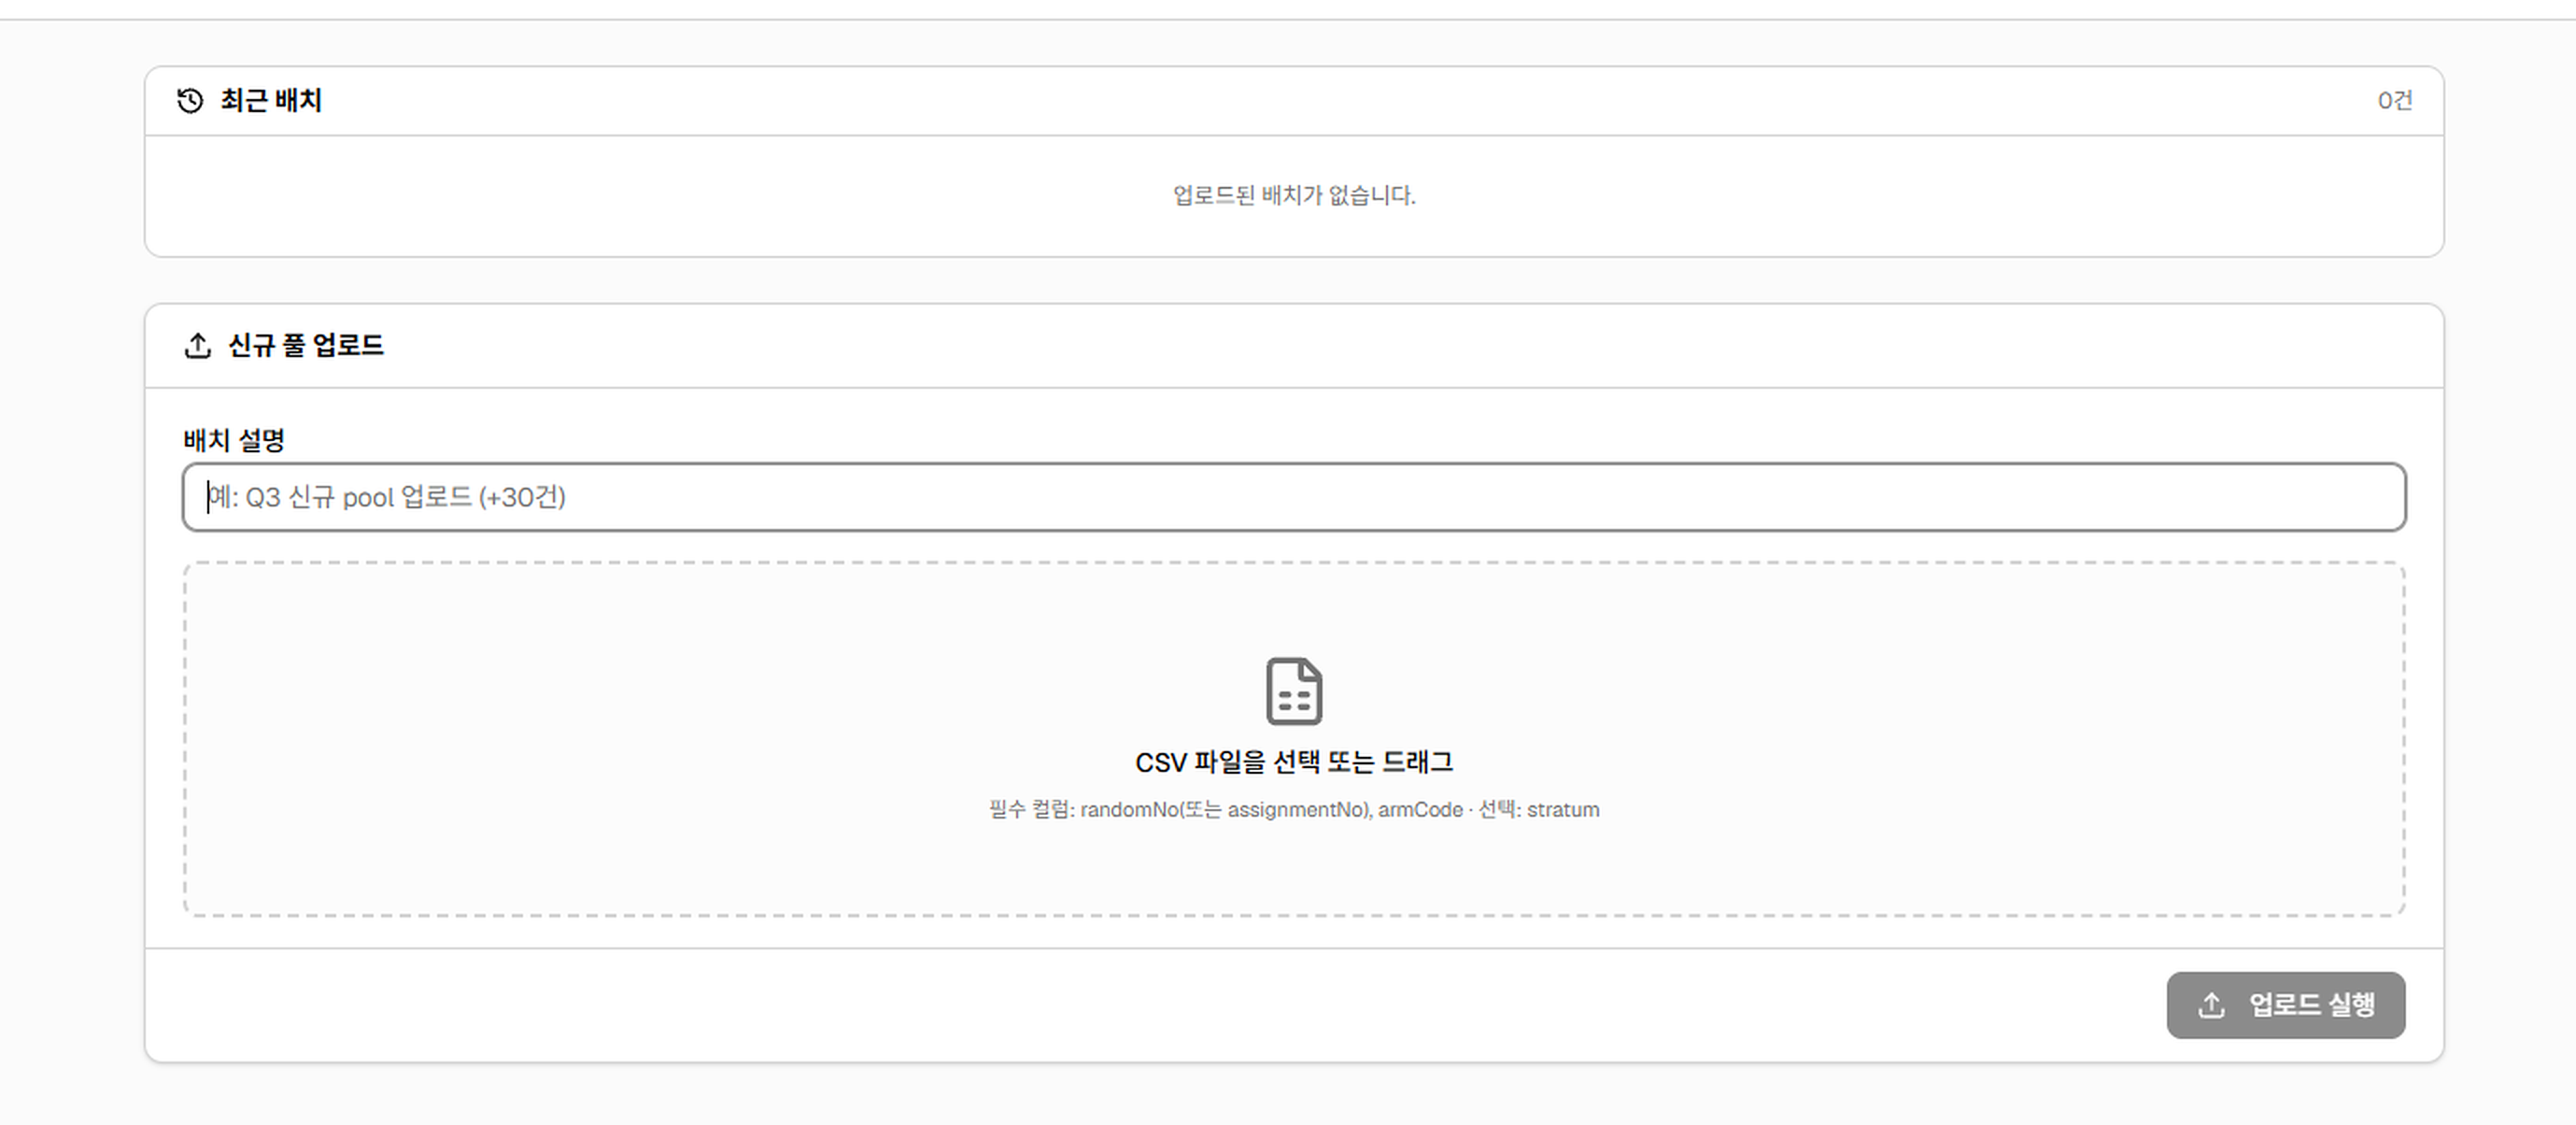 최근 배치
0건
업로드된 배치가 없습니다.
신규 풀 업로드
배치 설명
예: Q3 신규 pool 업로드 (+30건)
CSV 파일을 선택 또는 드래그
필수 컬럼: randomNo(또는 assignmentNo), armCode · 선택: stratum
업로드 실행